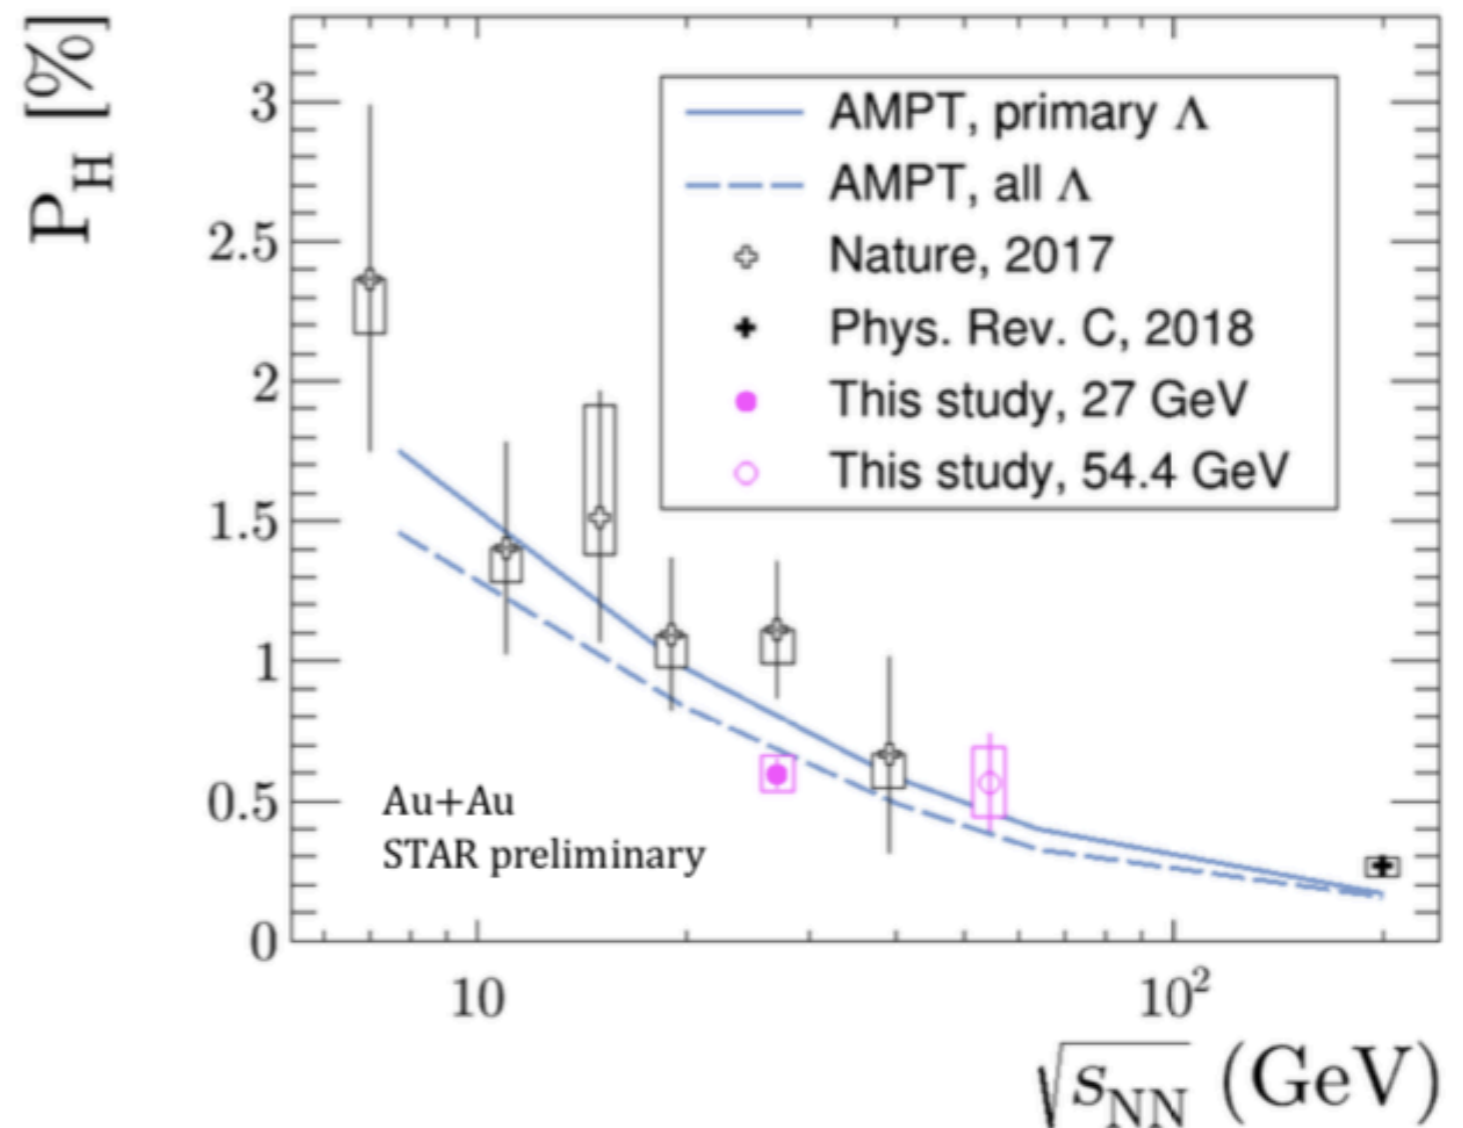 P_H [%]
3
2.5
2
1.5
1
0.5
0
AMPT, primary Λ
AMPT, all Λ
Nature, 2017
Phys. Rev. C, 2018
This study, 27 GeV
This study, 54.4 GeV
Au+Au
STAR preliminary
10
10²
√s_NN (GeV)